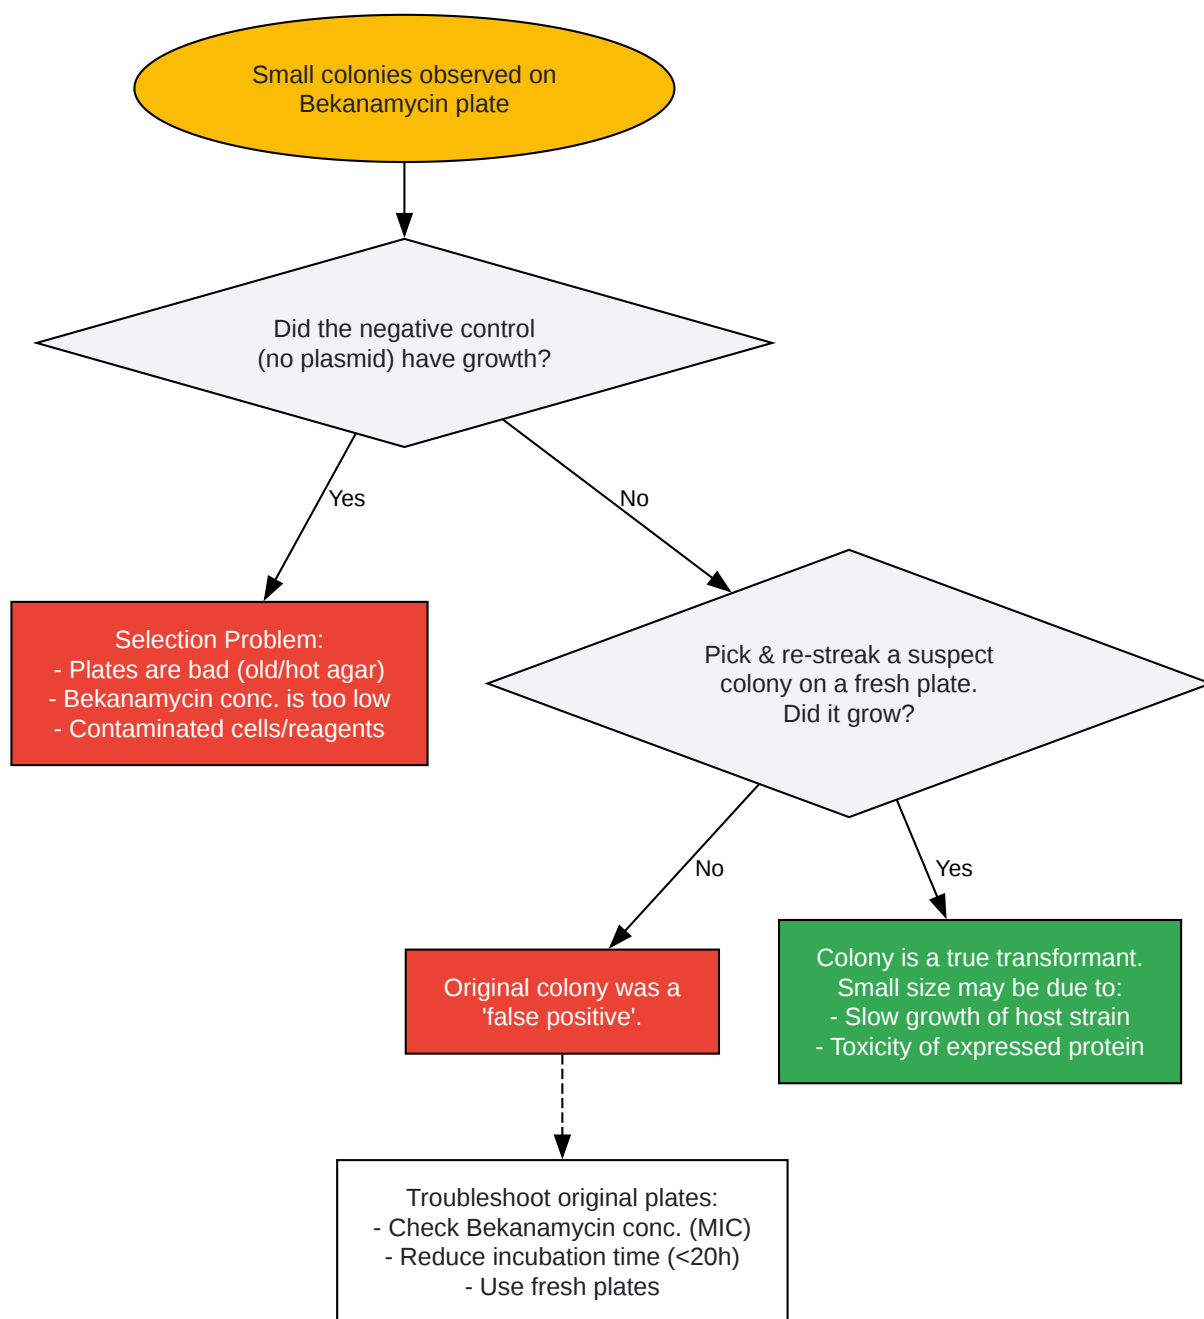 Small colonies observed on
Bekanamycin plate
Did the negative control
(no plasmid) have growth?
Yes
No
Selection Problem:
- Plates are bad (old/hot agar)
- Bekanamycin conc. is too low
- Contaminated cells/reagents
Pick & re-streak a suspect
colony on a fresh plate.
Did it grow?
No
Yes
Original colony was a
'false positive'.
Colony is a true transformant.
Small size may be due to:
- Slow growth of host strain
- Toxicity of expressed protein
Troubleshoot original plates:
- Check Bekanamycin conc. (MIC)
- Reduce incubation time (<20h)
- Use fresh plates